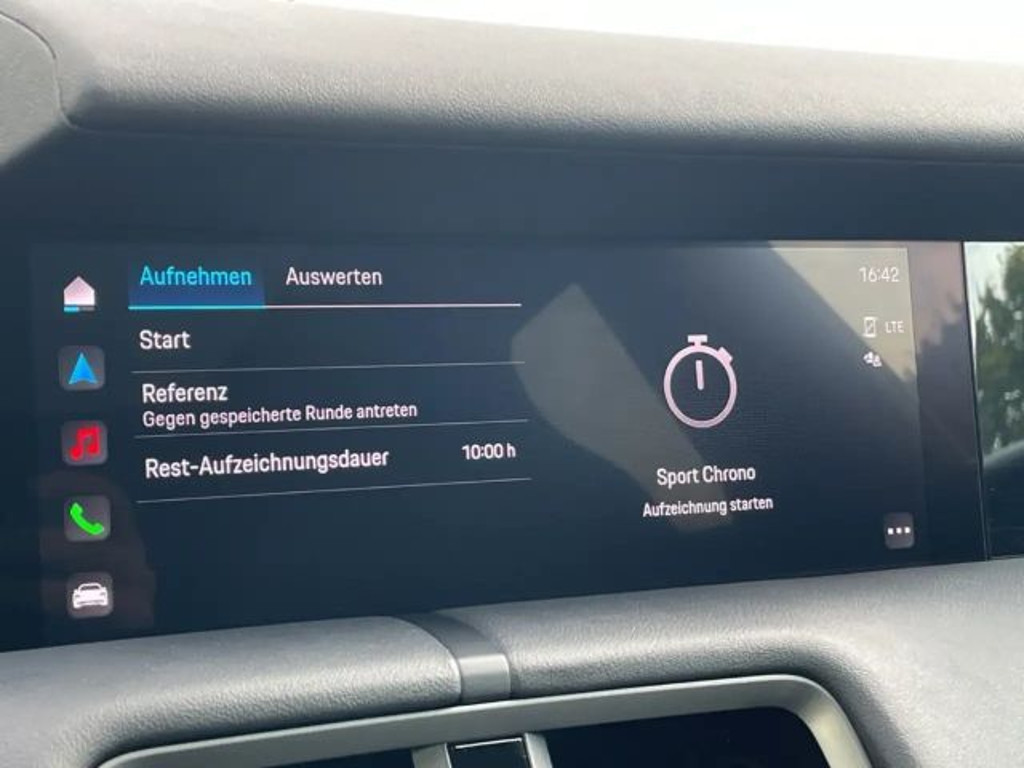 Aufnehmen Auswerten
16:42
Start
LTE
Referenz
Gegen gespeicherte Runde antreten
Rest-Aufzeichnungsdauer 10:00 h
Sport Chrono
Aufzeichnung starten